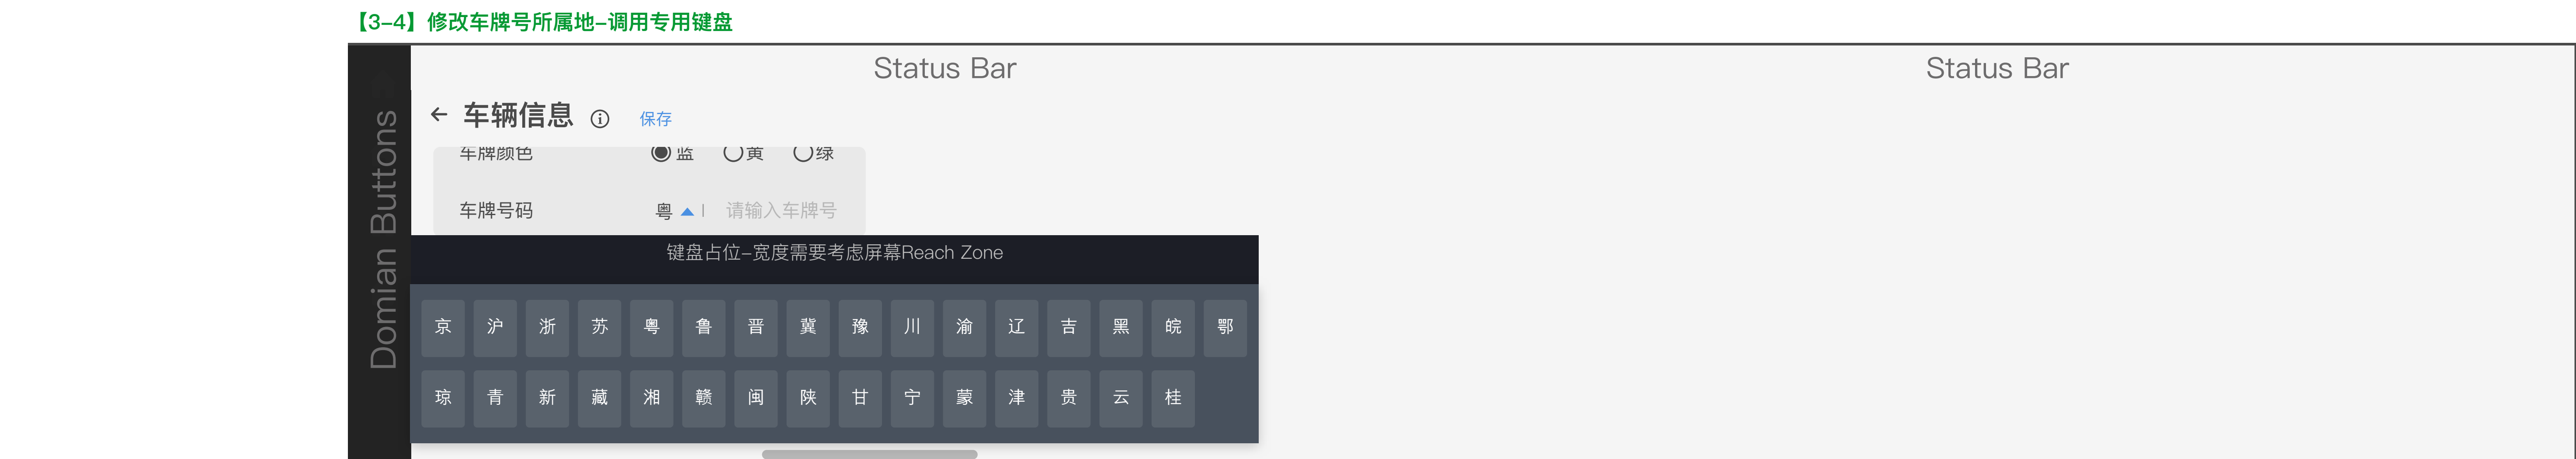 【3-4】修改车牌号所属地-调用专用键盘
Status Bar
Status Bar
Domian Buttons
车辆信息 保存
车牌颜色 蓝 黄 绿
车牌号码 粤 请输入车牌号
键盘占位-宽度需要考虑屏幕Reach Zone
京 沪 浙 苏 粤 鲁 晋 冀 豫 川 渝 辽 吉 黑 皖 鄂
琼 青 新 藏 湘 赣 闽 陕 甘 宁 蒙 津 贵 云 桂